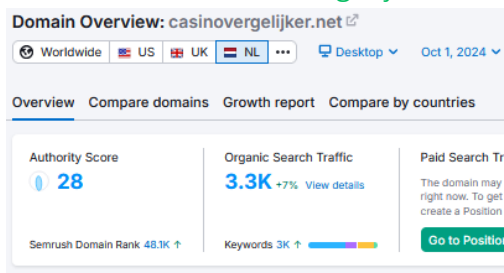 Domain Overview: casinovergelijker.net
Worldwide US UK NL ••• Desktop Oct 1, 2024
Overview Compare domains Growth report Compare by countries
Authority Score
28
Semrush Domain Rank 48.1K ↑
Organic Search Traffic
3.3K +7% View details
Keywords 3K ↑
Paid Search
The domain may
right now. To get
create a Position
Go to